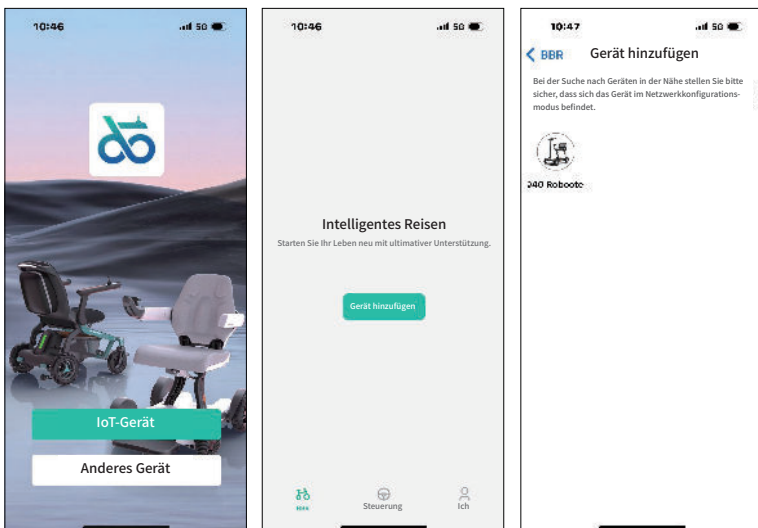 10:46
5G
IoT-Gerät
Anderes Gerät
10:46
5G
Intelligentes Reisen
Starten Sie Ihr Leben neu mit ultimativer Unterstützung.
Gerät hinzufügen
Steuerung
Ich
10:47
5G
BBR
Gerät hinzufügen
Bei der Suche nach Geräten in der Nähe stellen Sie bitte
sicher, dass sich das Gerät im Netzwerkkonfigurations-
modus befindet.